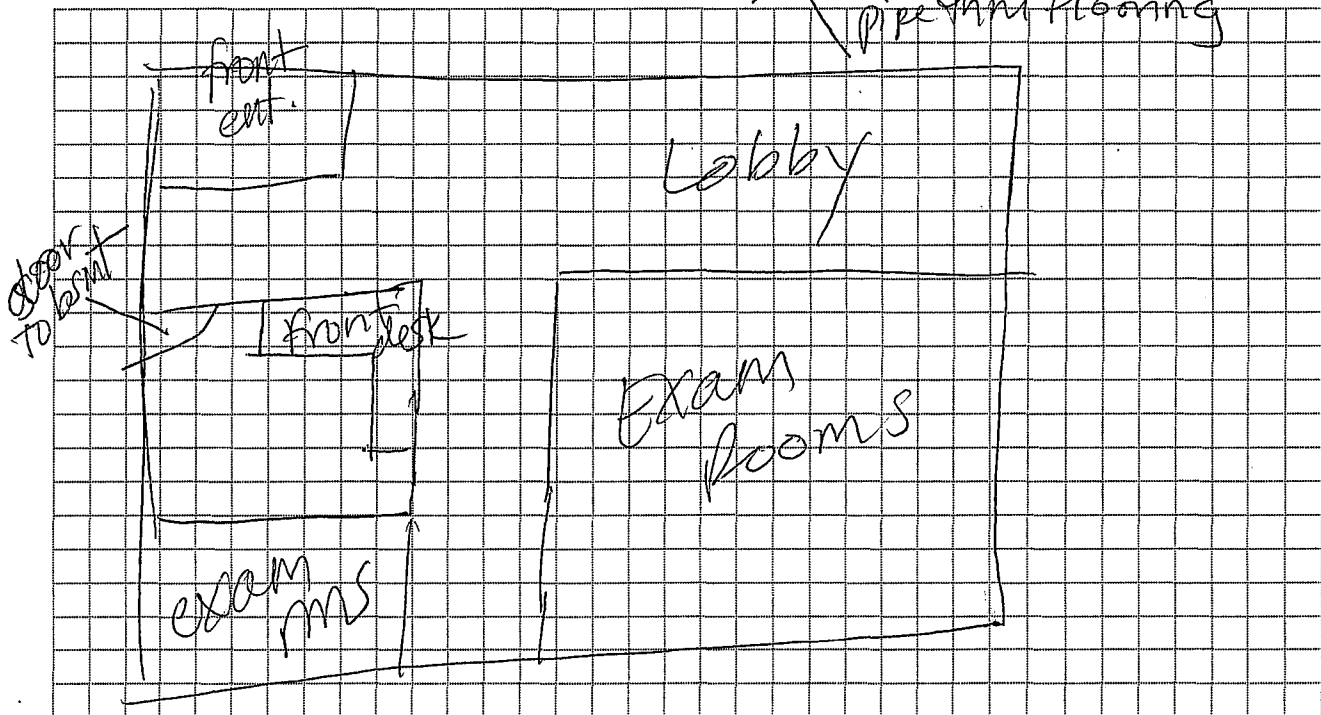 pipe thru flooring
front
ent.
Lobby
door
to bsmt
front desk
Exam
Rooms
exam
rms